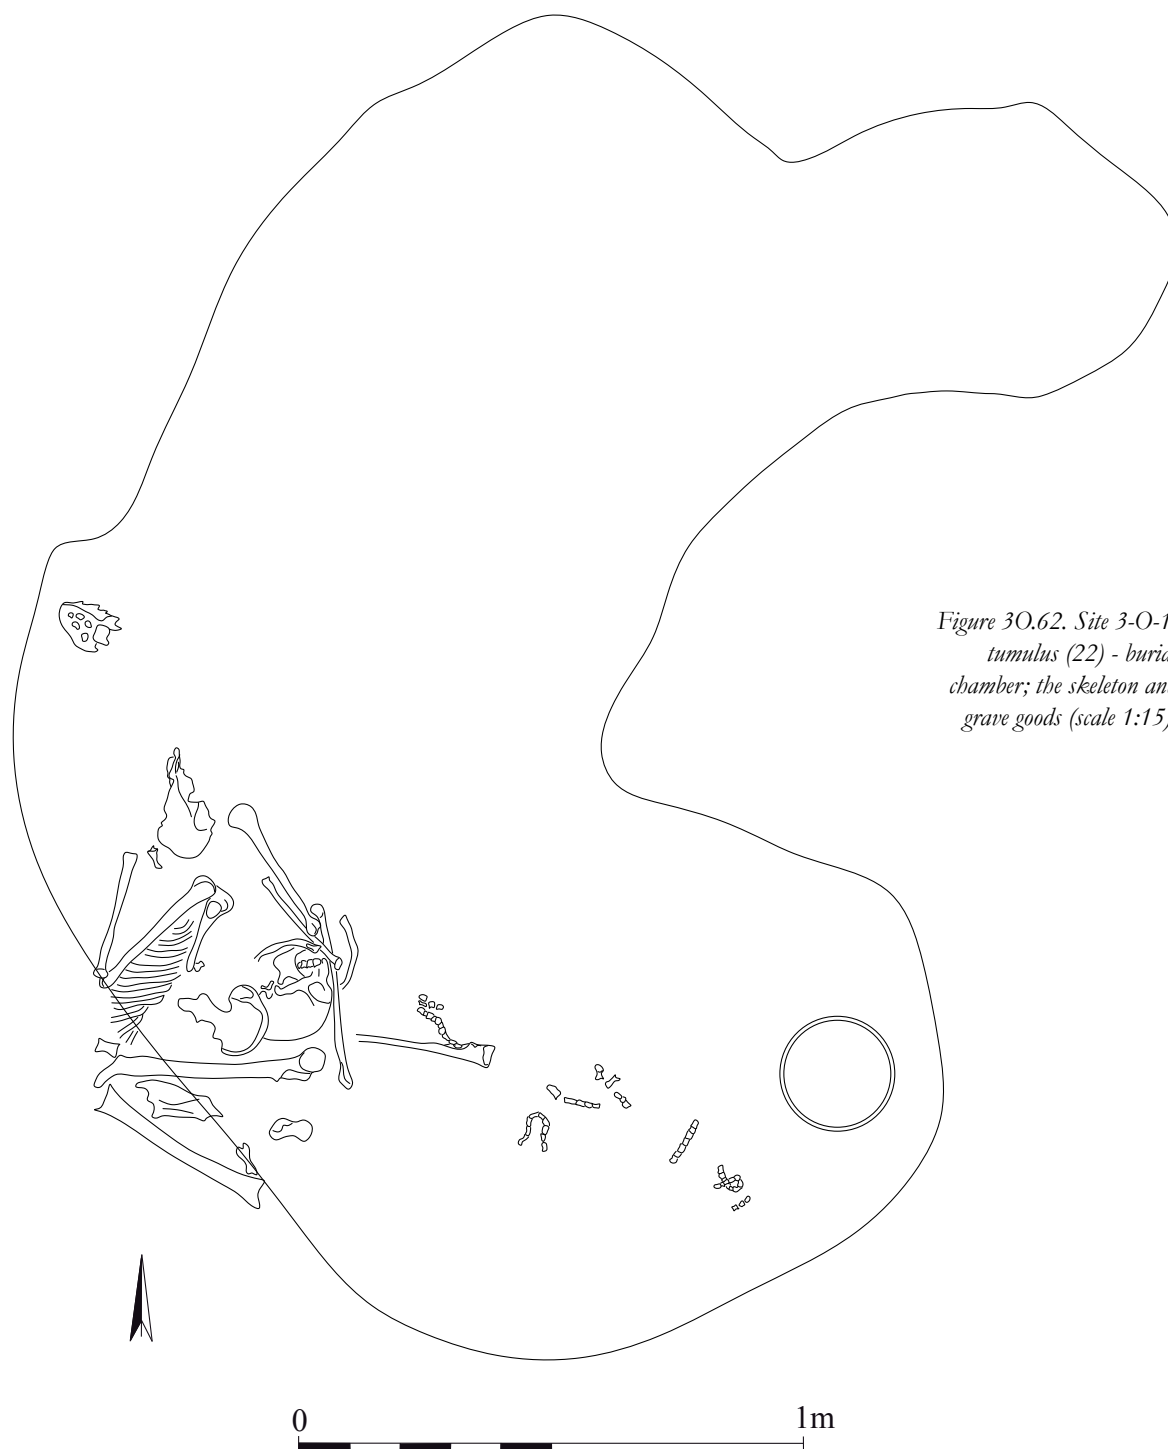 Figure 3O.62. Site 3-O-1
tumulus (22) - buria
chamber; the skeleton an
grave goods (scale 1:15)
0 1m